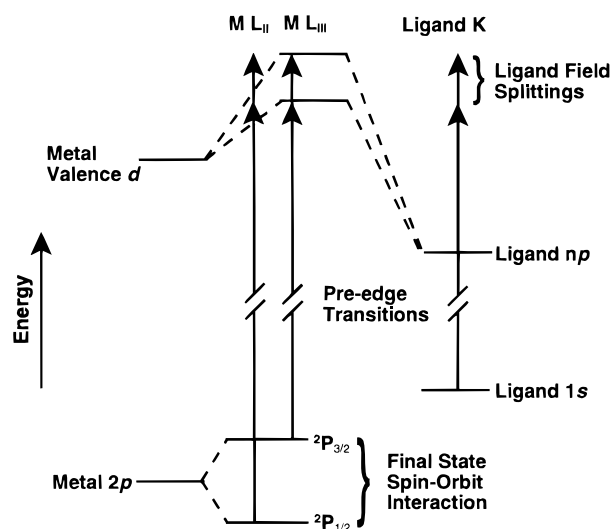 M L_II
M L_III
Ligand K
Ligand Field
Splittings
Metal
Valence d
Ligand np
Energy
Pre-edge
Transitions
Ligand 1s
²P_3/2
Metal 2p
Final State
Spin-Orbit
Interaction
²P_1/2